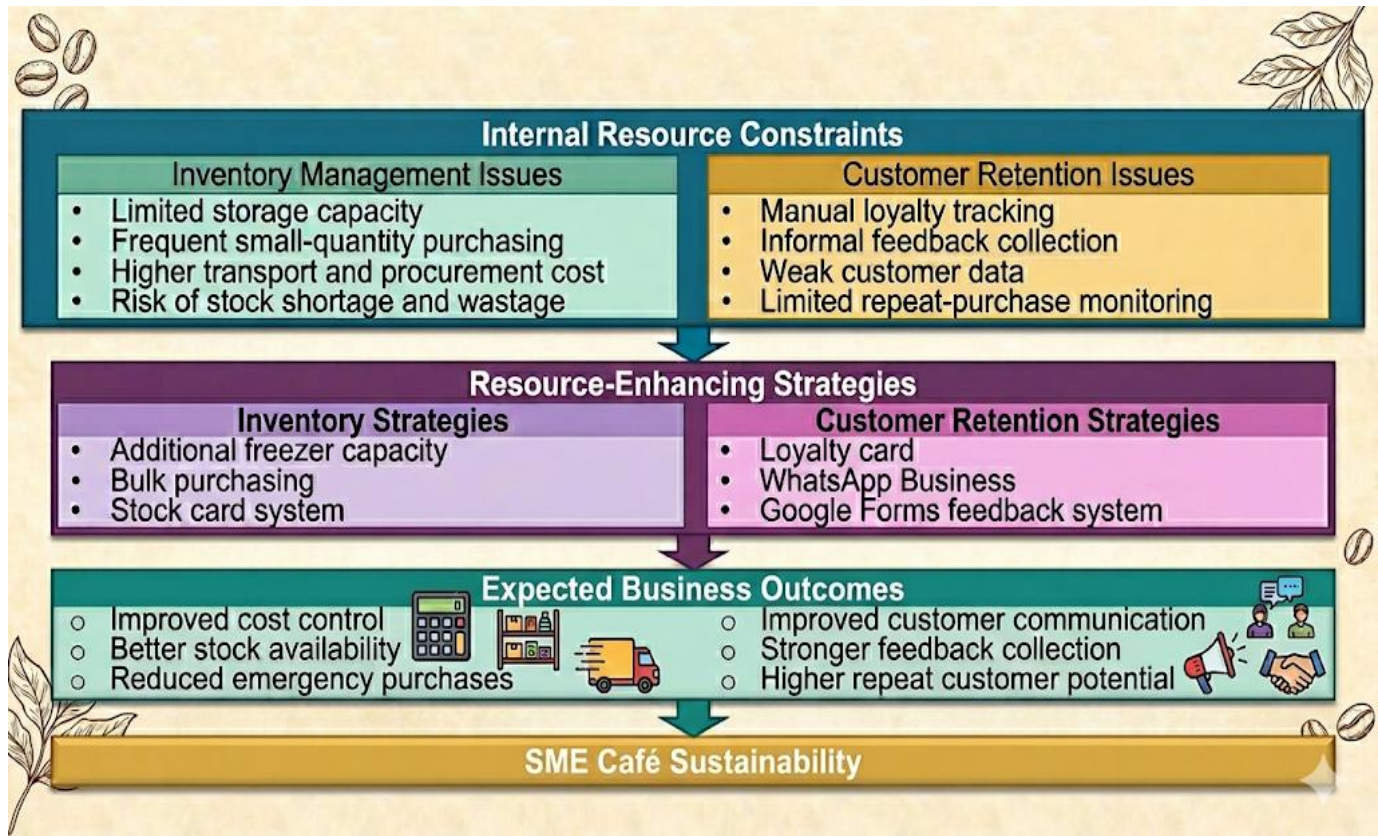 Internal Resource Constraints
Inventory Management Issues
• Limited storage capacity
• Frequent small-quantity purchasing
• Higher transport and procurement cost
• Risk of stock shortage and wastage
Customer Retention Issues
• Manual loyalty tracking
• Informal feedback collection
• Weak customer data
• Limited repeat-purchase monitoring
Resource-Enhancing Strategies
Inventory Strategies
• Additional freezer capacity
• Bulk purchasing
• Stock card system
Customer Retention Strategies
• Loyalty card
• WhatsApp Business
• Google Forms feedback system
Expected Business Outcomes
○ Improved cost control
○ Better stock availability
○ Reduced emergency purchases
○ Improved customer communication
○ Stronger feedback collection
○ Higher repeat customer potential
SME Café Sustainability